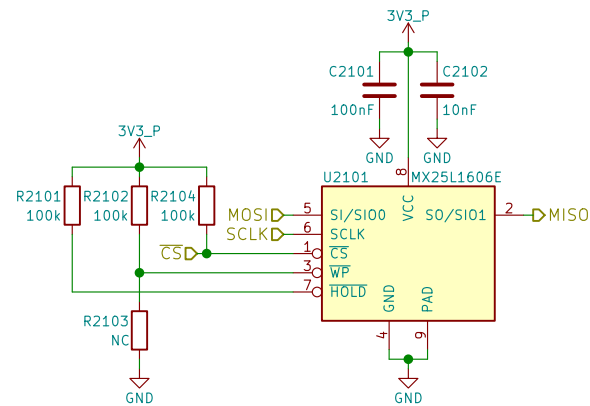 3V3_P
C2101
C2102
100nF
10nF
GND
GND
3V3_P
U2101
MX25L1606E
R2101
100k
R2102
100k
R2104
100k
8
VCC
MOSI
5
SI/SIO0
SO/SIO1
2
MISO
SCLK
6
SCLK
CS
1
CS
3
WP
7
HOLD
GND
PAD
R2103
NC
4
9
GND
GND